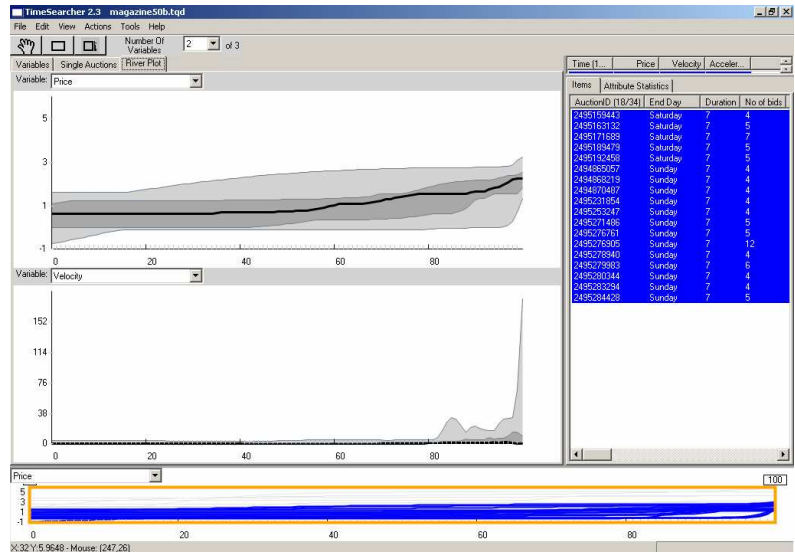 TimeSearcher 2.3 magazine50b.tqd
File Edit View Actions Tools Help
Number Of Variables 2 of 3
Variables Single Auctions River Plot
Variable: Price
5
3
1
-1
0 20 40 60 80
Variable: Velocity
152
114
76
38
0
0 20 40 60 80
Time (1... Price Velocity Acceler...
Items Attribute Statistics
AuctionID (18/34) End Day Duration No of bids
2495159443 Saturday 7 4
2495163132 Saturday 7 5
2495171689 Saturday 7 7
2495189479 Saturday 7 5
2495192458 Saturday 7 5
2494865057 Sunday 7 4
2494868219 Sunday 7 4
2494870487 Sunday 7 4
2495231854 Sunday 7 4
2495253247 Sunday 7 4
2495271486 Sunday 7 5
2495276761 Sunday 7 5
2495276905 Sunday 7 12
2495278940 Sunday 7 4
2495279983 Sunday 7 6
2495280344 Sunday 7 4
2495283294 Sunday 7 4
2495284428 Sunday 7 5
Price
100
5
3
1
-1
0 20 40 60 80
X:32 Y:5.9648 - Mouse: (247,26)